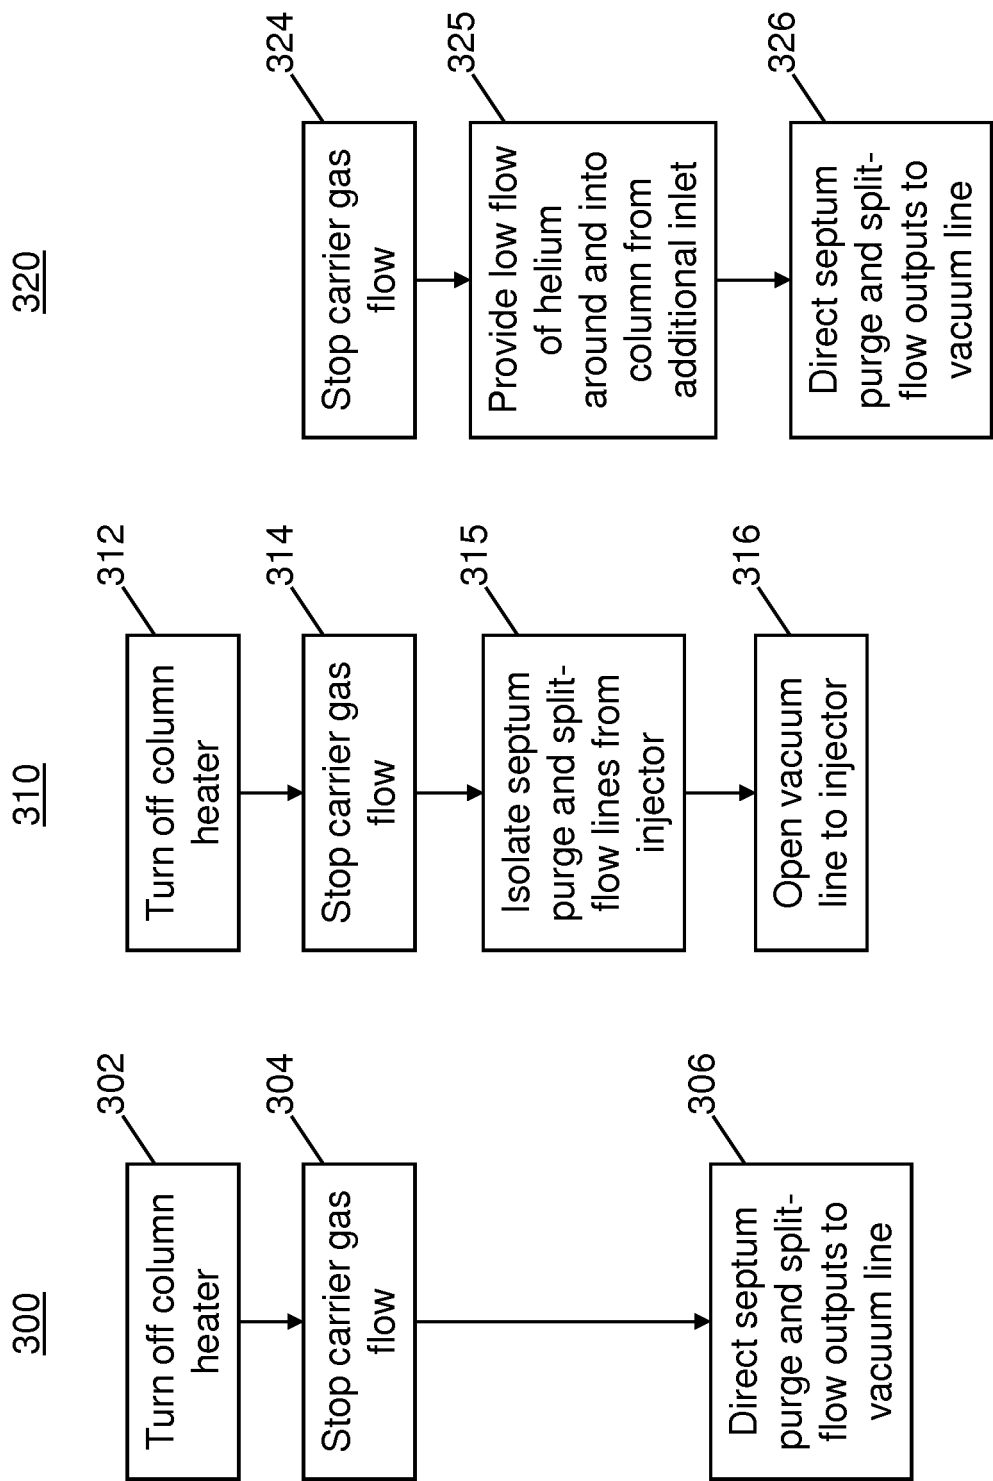 300
302
Turn off column
heater
304
Stop carrier gas
flow
306
Direct septum
purge and split-
flow outputs to
vacuum line
310
312
Turn off column
heater
314
Stop carrier gas
flow
315
Isolate septum
purge and split-
flow lines from
injector
316
Open vacuum
line to injector
320
324
Stop carrier gas
flow
325
Provide low flow
of helium
around and into
column from
additional inlet
326
Direct septum
purge and split-
flow outputs to
vacuum line